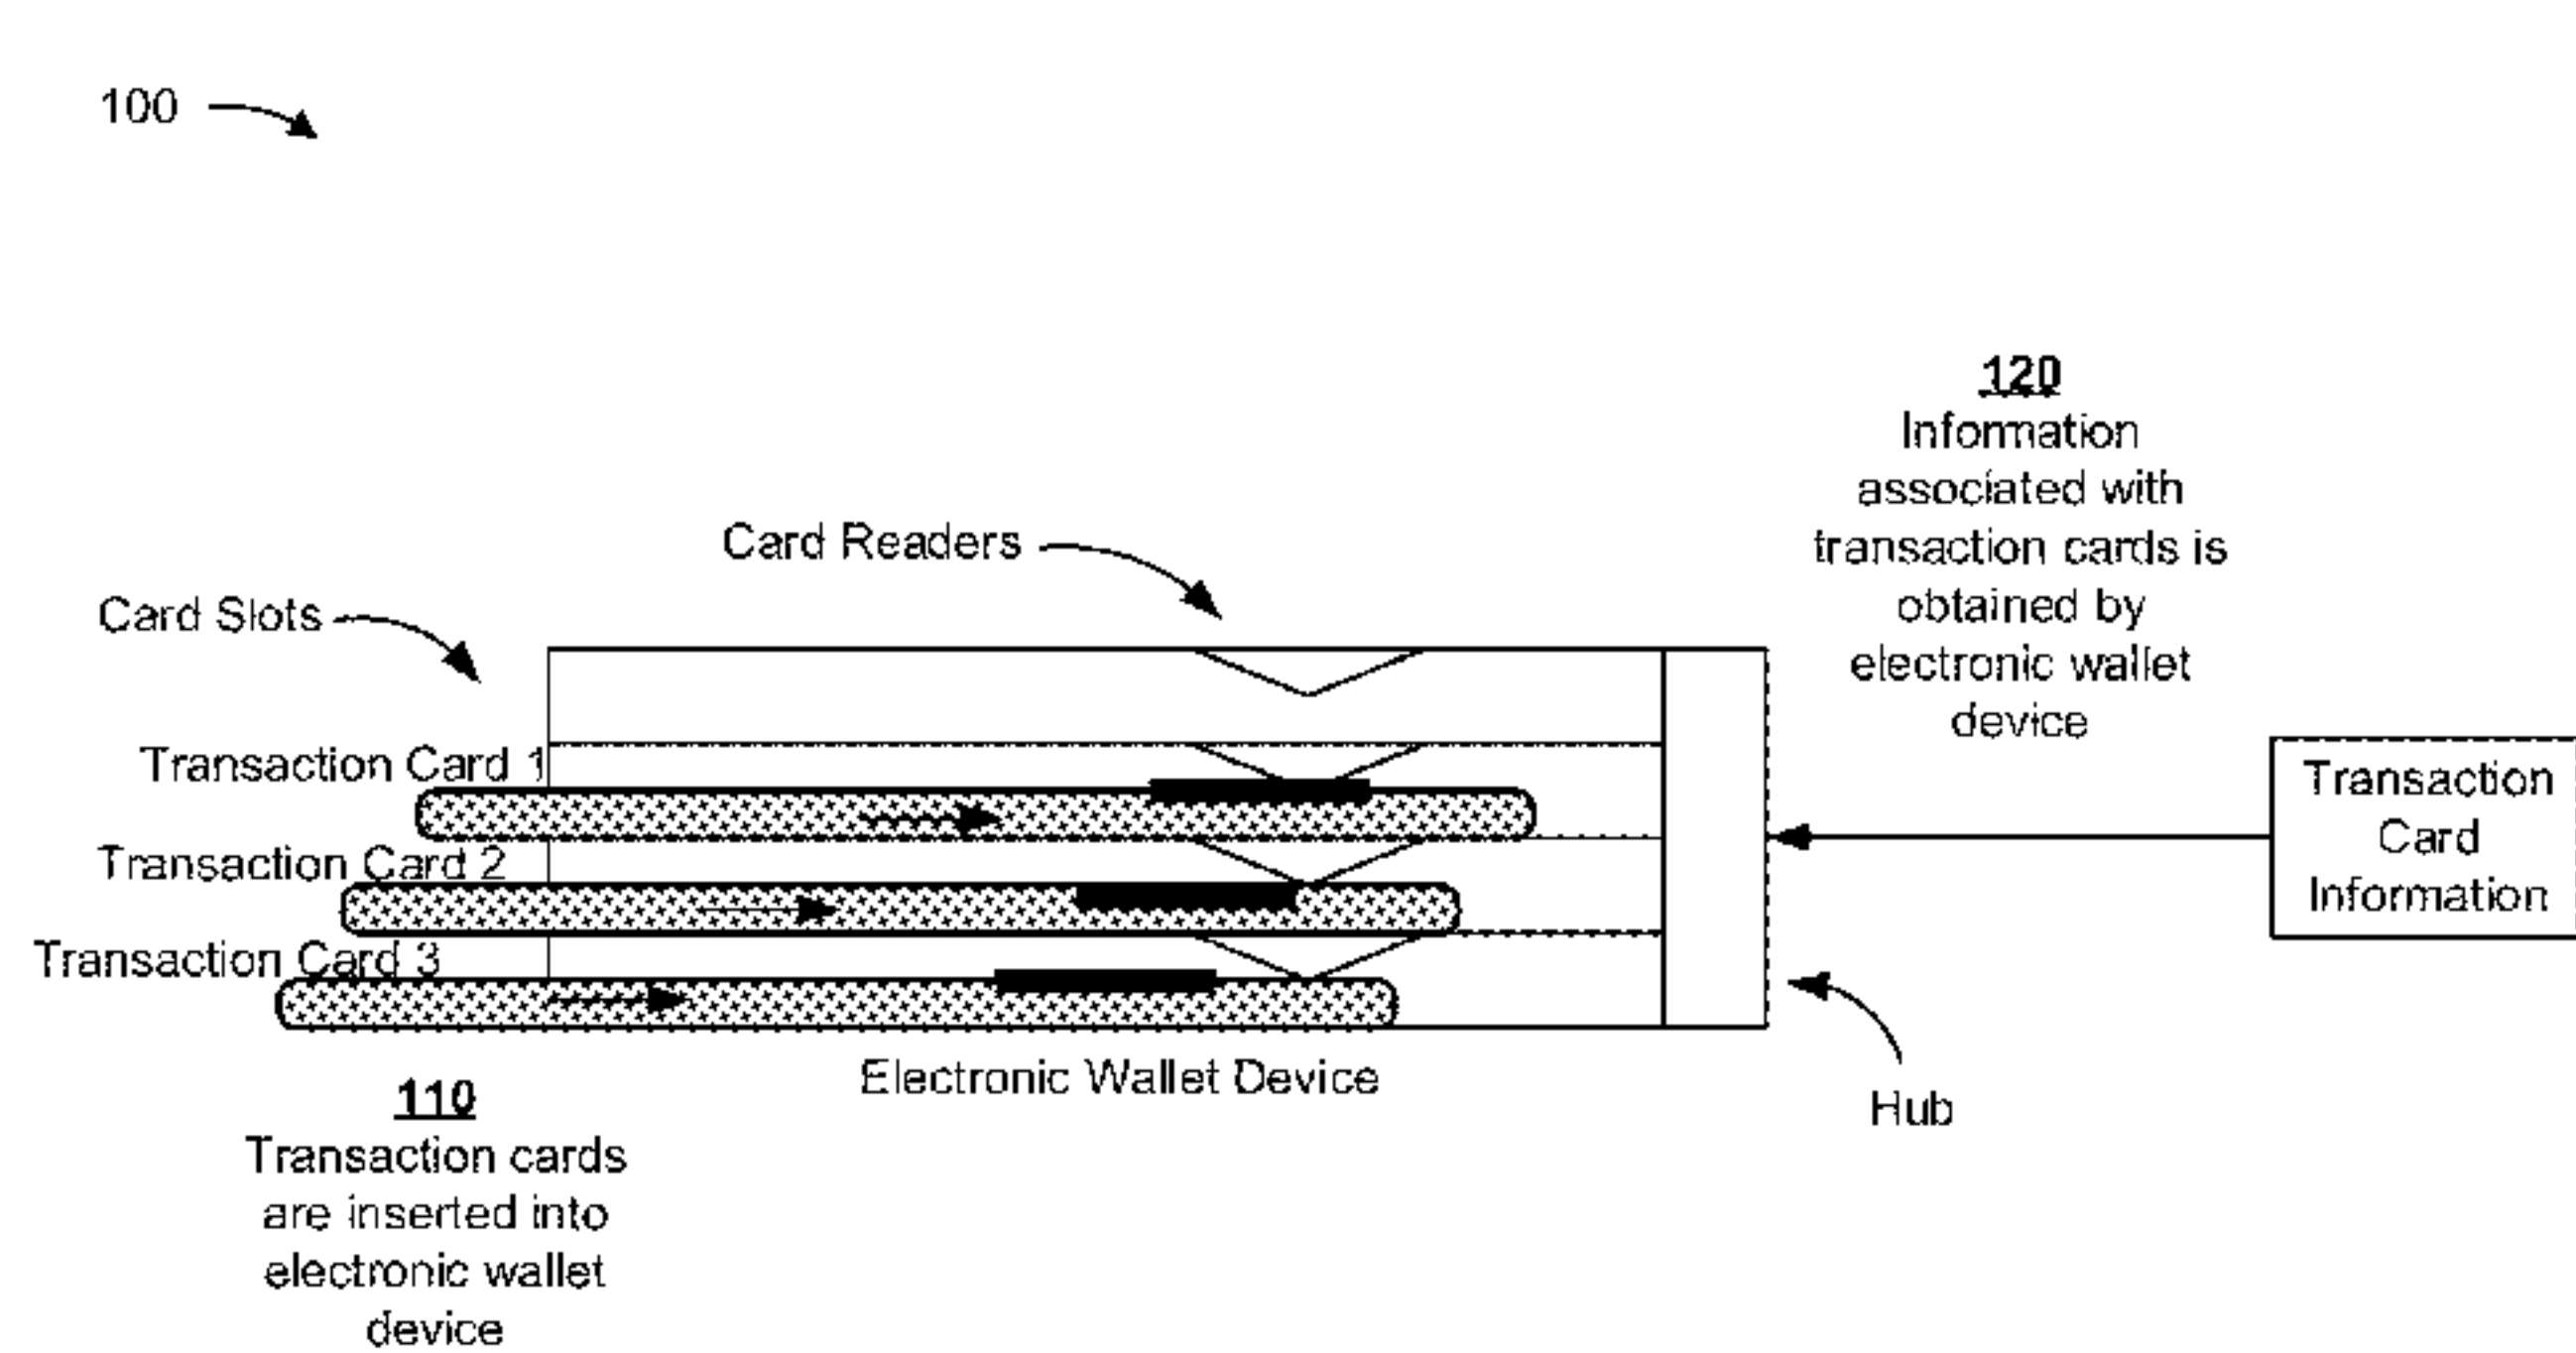 100
120
Information
associated with
transaction cards is
obtained by
electronic wallet
device
Card Readers
Card Slots
Transaction Card 1
Transaction Card 2
Transaction Card 3
Transaction
Card
Information
Electronic Wallet Device
Hub
110
Transaction cards
are inserted into
electronic wallet
device